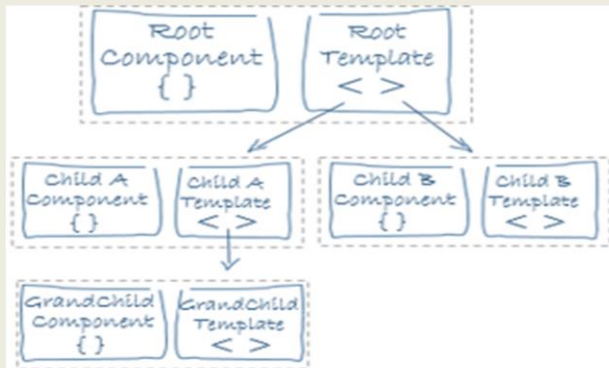 Root
Component
{ }
Root
Template
< >
Child A
Component
{ }
Child A
Template
< >
Child B
Component
{ }
Child B
Template
< >
GrandChild
Component
{ }
GrandChild
Template
< >